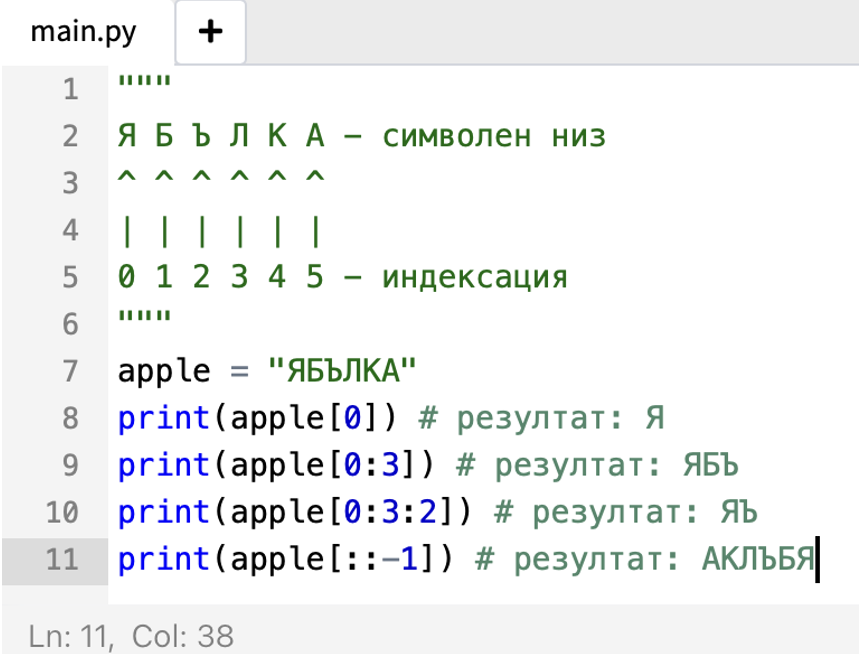 main.py +
1 """
2 Я Б Ъ Л К А – символен низ
3 ^ ^ ^ ^ ^ ^
4 | | | | | |
5 0 1 2 3 4 5 – индексация
6 """
7 apple = "ЯБЪЛКА"
8 print(apple[0]) # резултат: Я
9 print(apple[0:3]) # резултат: ЯБЪ
10 print(apple[0:3:2]) # резултат: ЯЪ
11 print(apple[::-1]) # резултат: АКЛЪБЯ
Ln: 11, Col: 38